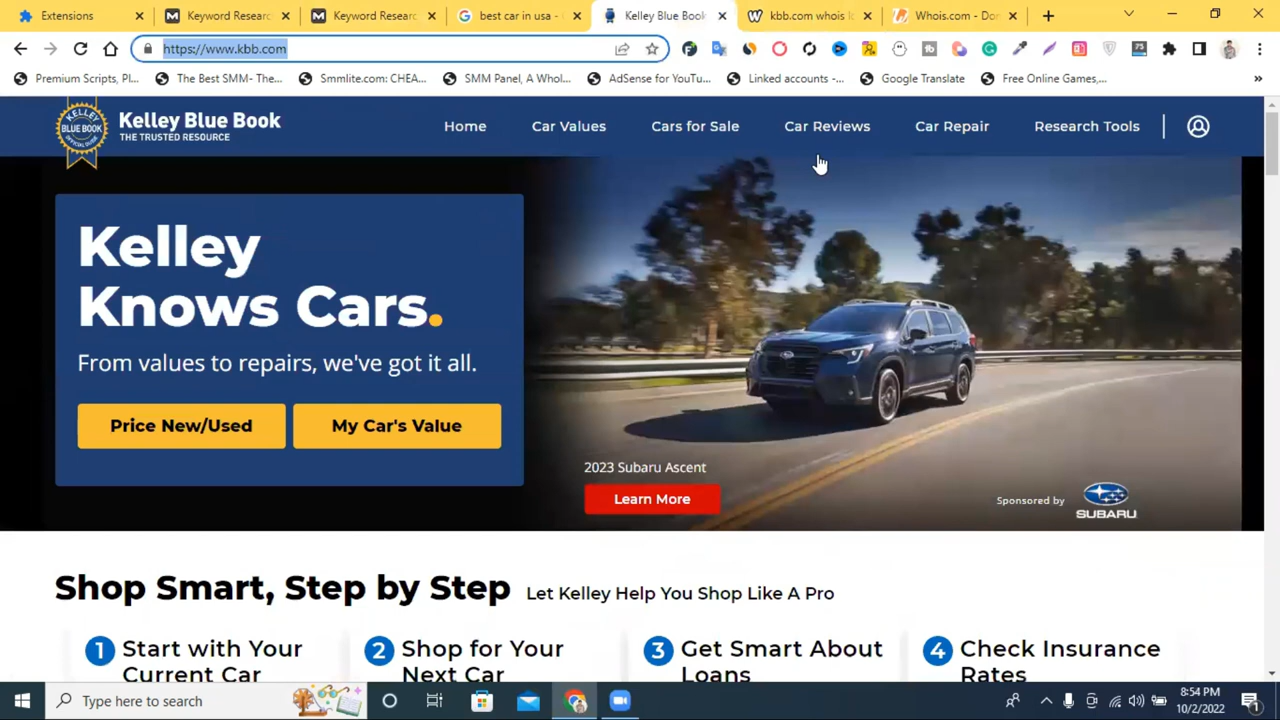 Extensions
Keyword Resear
Keyword Resear
best car in usa -
Kelley Blue Book
kbb.com whois l
Whois.com - Do
https://www.kbb.com
Premium Scripts, Pl...
The Best SMM- The...
Smmlite.com: CHEA...
SMM Panel, A Whol...
AdSense for YouTu...
Linked accounts -...
Google Translate
Free Online Games,...
»
KELLEY
BLUE BOOK
Kelley Blue Book
THE TRUSTED RESOURCE
Home
Car Values
Cars for Sale
Car Reviews
Car Repair
Research Tools
Kelley
Knows Cars.
From values to repairs, we've got it all.
Price New/Used
My Car's Value
2023 Subaru Ascent
Learn More
Sponsored by
SUBARU
Shop Smart, Step by Step
Let Kelley Help You Shop Like A Pro
1 Start with Your
Current Car
2 Shop for Your
Next Car
3 Get Smart About
Loans
4 Check Insurance
Rates
Type here to search
8:54 PM
10/2/2022